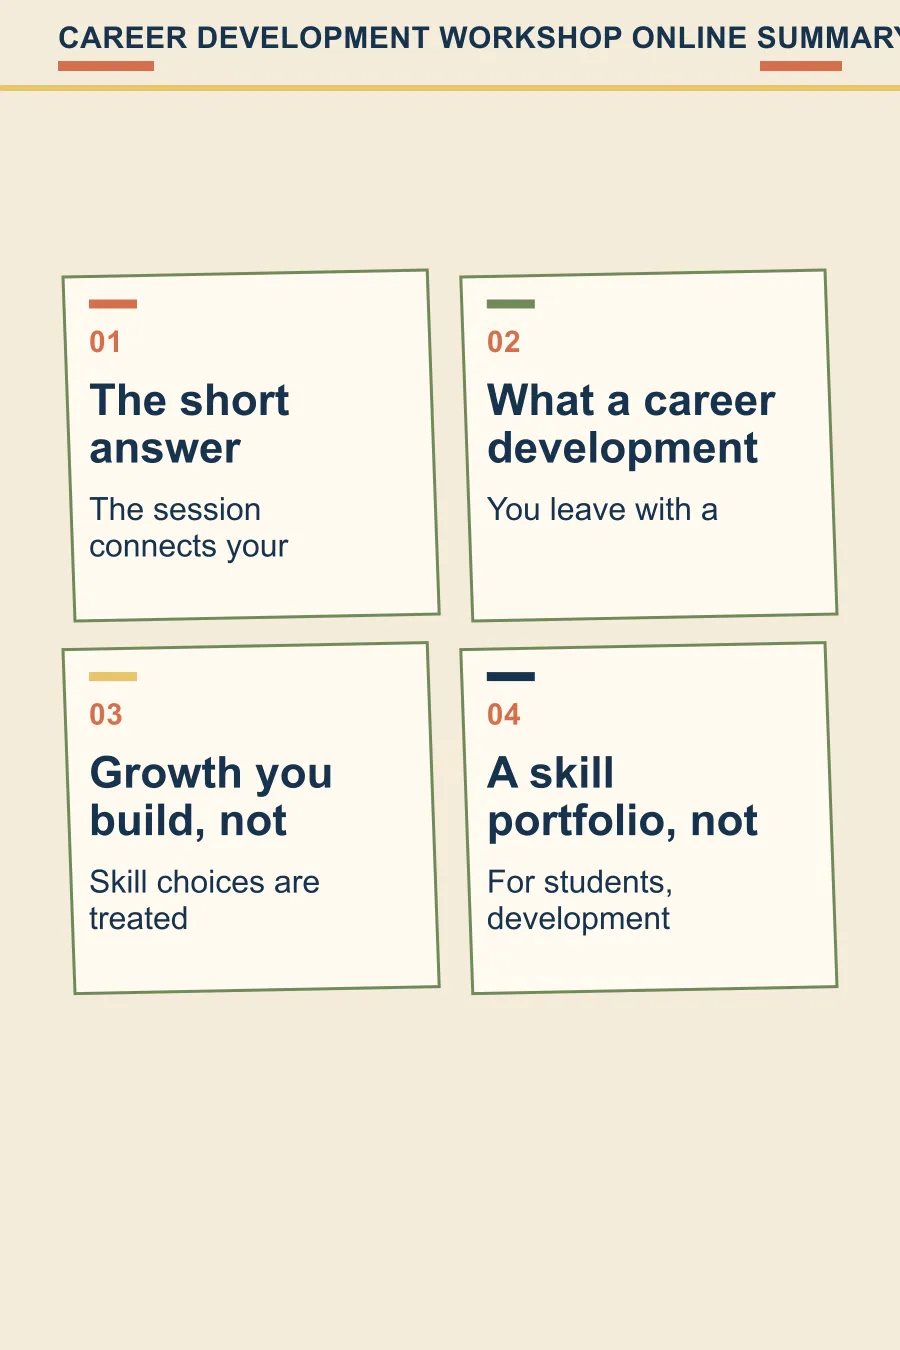 CAREER DEVELOPMENT WORKSHOP ONLINE SUMMARY
01
The short
answer
The session
connects your
02
What a career
development
You leave with a
03
Growth you
build, not
Skill choices are
treated
04
A skill
portfolio, not
For students,
development